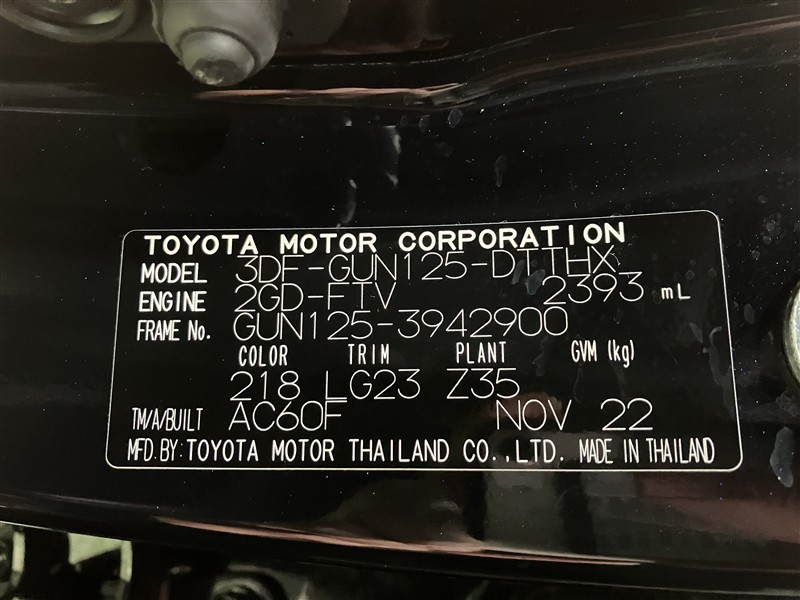 TOYOTA MOTOR CORPORATION
MODEL 3DF-GUN125-DTTHX
ENGINE 2GD-FTV 2393 mL
FRAME No. GUN125-3942900
COLOR TRIM PLANT GVM (kg)
218 LG23 Z35
TM/A/BUILT AC60F NOV 22
MFD.BY:TOYOTA MOTOR THAILAND CO.,LTD. MADE IN THAILAND